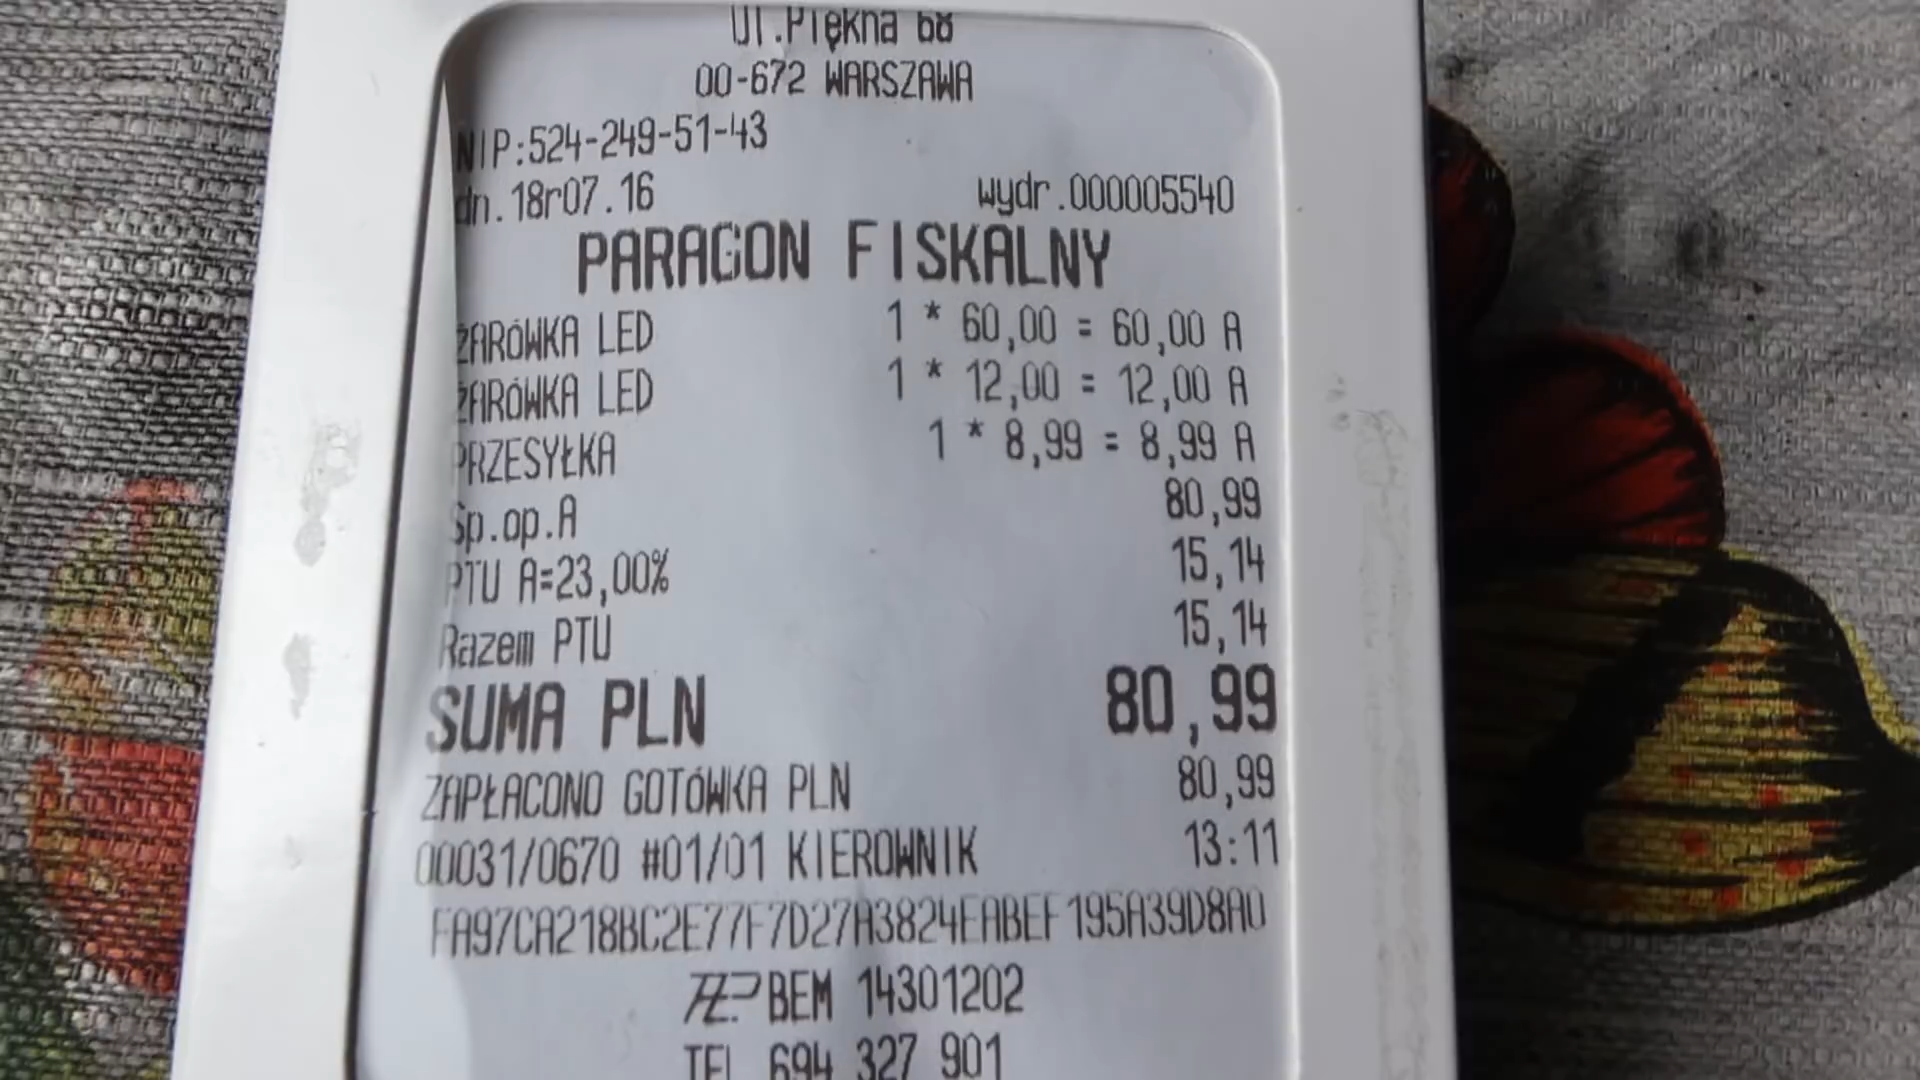 ul.Piękna 68
00-672 WARSZAWA
NIP:524-249-51-43
dn.18r07.16 wydr.000005540
PARAGON FISKALNY
ŻARÓWKA LED 1 * 60,00 = 60,00 A
ŻARÓWKA LED 1 * 12,00 = 12,00 A
PRZESYŁKA 1 * 8,99 = 8,99 A
Sp.op.A 80,99
PTU A=23,00% 15,14
Razem PTU 15,14
SUMA PLN 80,99
ZAPŁACONO GOTÓWKA PLN 80,99
00031/0670 #01/01 KIEROWNIK 13:11
FA97CA218BC2E77F7D27A3824EABEF195A39D8A0
BEM 14301202
TEL 694 327 901